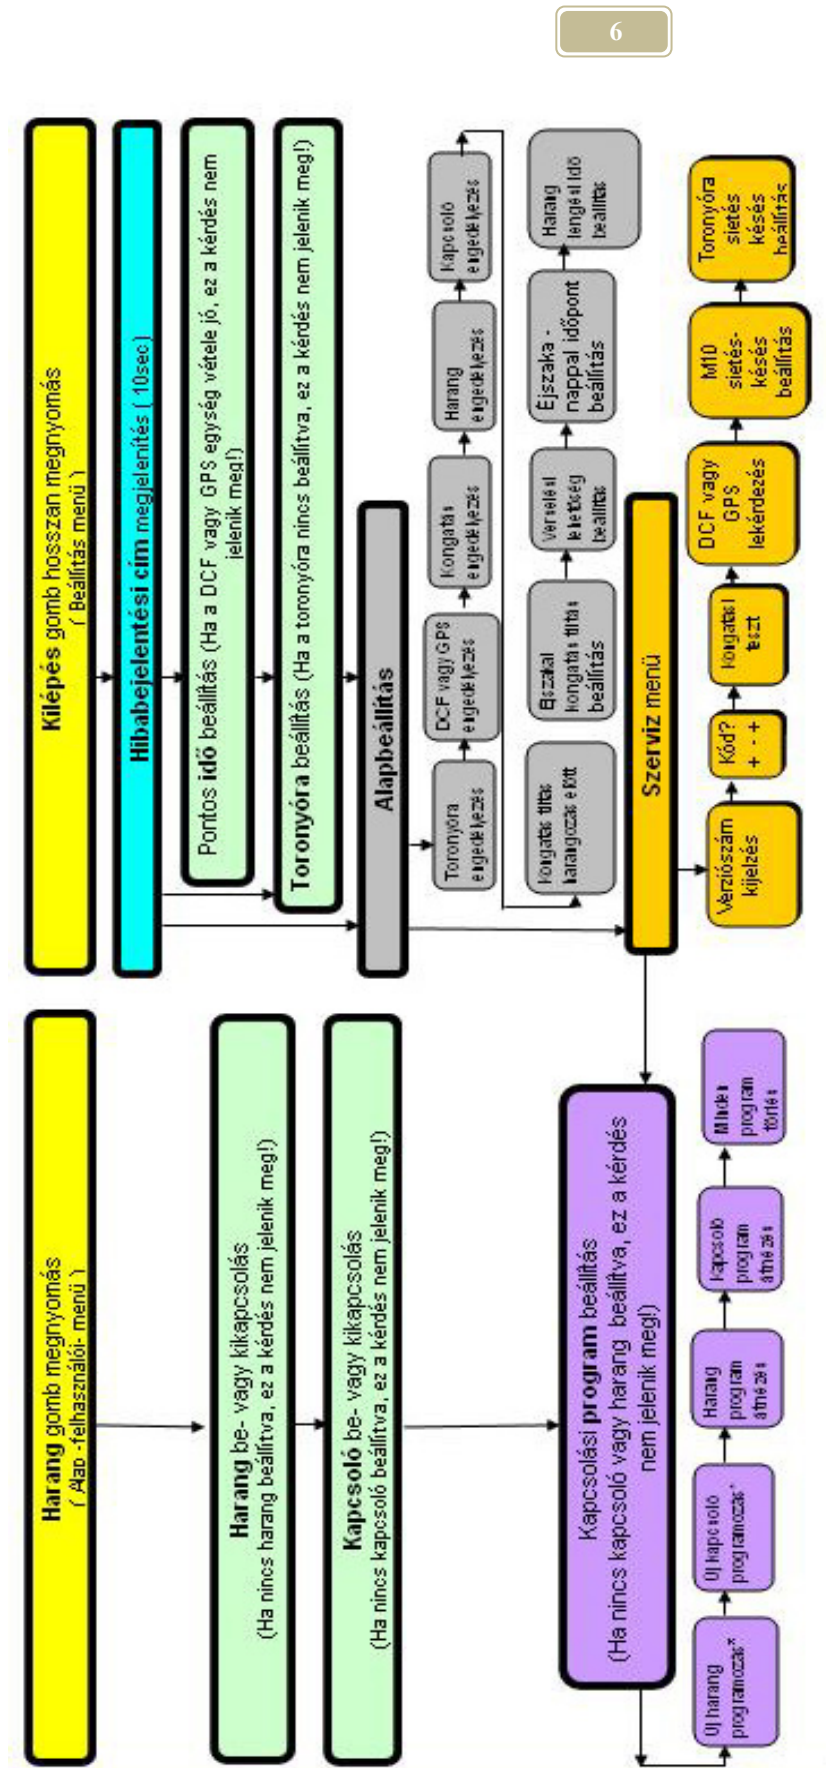 6
Harang gomb megnyomás
( Alap -felhasználói- menü )
Harang be- vagy kikapcsolás
(Ha nincs harang beállítva, ez a kérdés nem jelenik meg!)
Kapcsoló be- vagy kikapcsolás
(Ha nincs kapcsoló beállítva, ez a kérdés nem jelenik meg!)
Kapcsolási program beállítás
(Ha nincs kapcsoló vagy harang beállítva, ez a kérdés
nem jelenik meg!)
Új harang
programozás*
Új kapcsoló
programozás*
Harang
program
átnézés
Kapcsoló
program
átnézés
Minden
program
törlés
Kilépés gomb hosszan megnyomás
( Beállítás menü )
Hibabejelentési cím megjelenítés ( 10sec)
Pontos idő beállítás (Ha a DCF vagy GPS egység vétele jó, ez a kérdés nem
jelenik meg!)
Toronyóra beállítás (Ha a toronyóra nincs beállítva, ez a kérdés nem jelenik meg!)
Alapbeállítás
Toronyóra
engedélyezés
DCF vagy GPS
engedélyezés
Kongatás
engedélyezés
Harang
engedélyezés
Kapcsoló
engedélyezés
Kongatás tiltás
harangozás előtt
Éjszakai
kongatás tiltás
beállítás
Verselési
lehetőség
beállítás
Éjszaka -
nappal időpont
beállítás
Harang
lengési idő
beállítás
Szerviz menü
Verziószám
kijelzés
Kód?
+ - +
Kongatási
teszt
DCF vagy
GPS
lekérdezés
M10
sietés-
késés
beállítás
Toronyóra
sietés
késés
beállítás